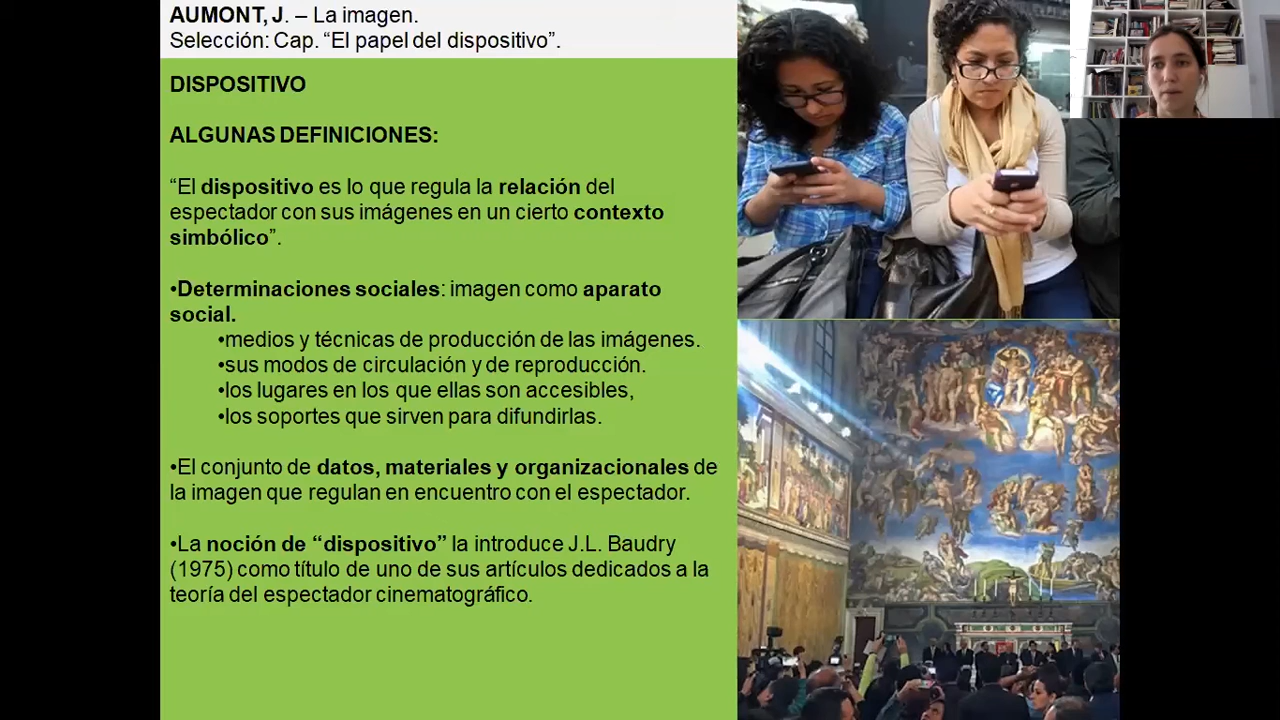 AUMONT, J. – La imagen.
Selección: Cap. “El papel del dispositivo”.
DISPOSITIVO
ALGUNAS DEFINICIONES:
“El dispositivo es lo que regula la relación del
espectador con sus imágenes en un cierto contexto
simbólico”.
•Determinaciones sociales: imagen como aparato
social.
•medios y técnicas de producción de las imágenes.
•sus modos de circulación y de reproducción.
•los lugares en los que ellas son accesibles,
•los soportes que sirven para difundirlas.
•El conjunto de datos, materiales y organizacionales de
la imagen que regulan en encuentro con el espectador.
•La noción de “dispositivo” la introduce J.L. Baudry
(1975) como título de uno de sus artículos dedicados a la
teoría del espectador cinematográfico.